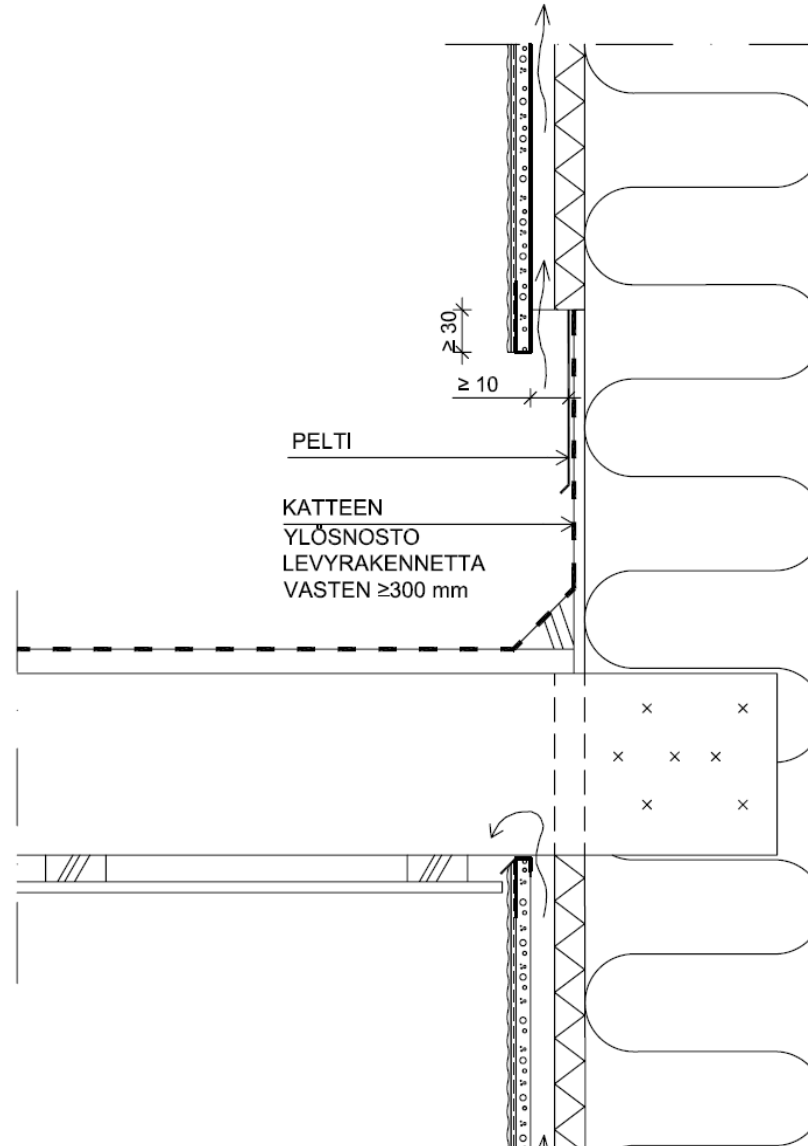 ≥ 30
≥ 10
PELTI
KATTEEN
YLÖSNOSTO
LEVYRAKENNETTA
VASTEN ≥300 mm